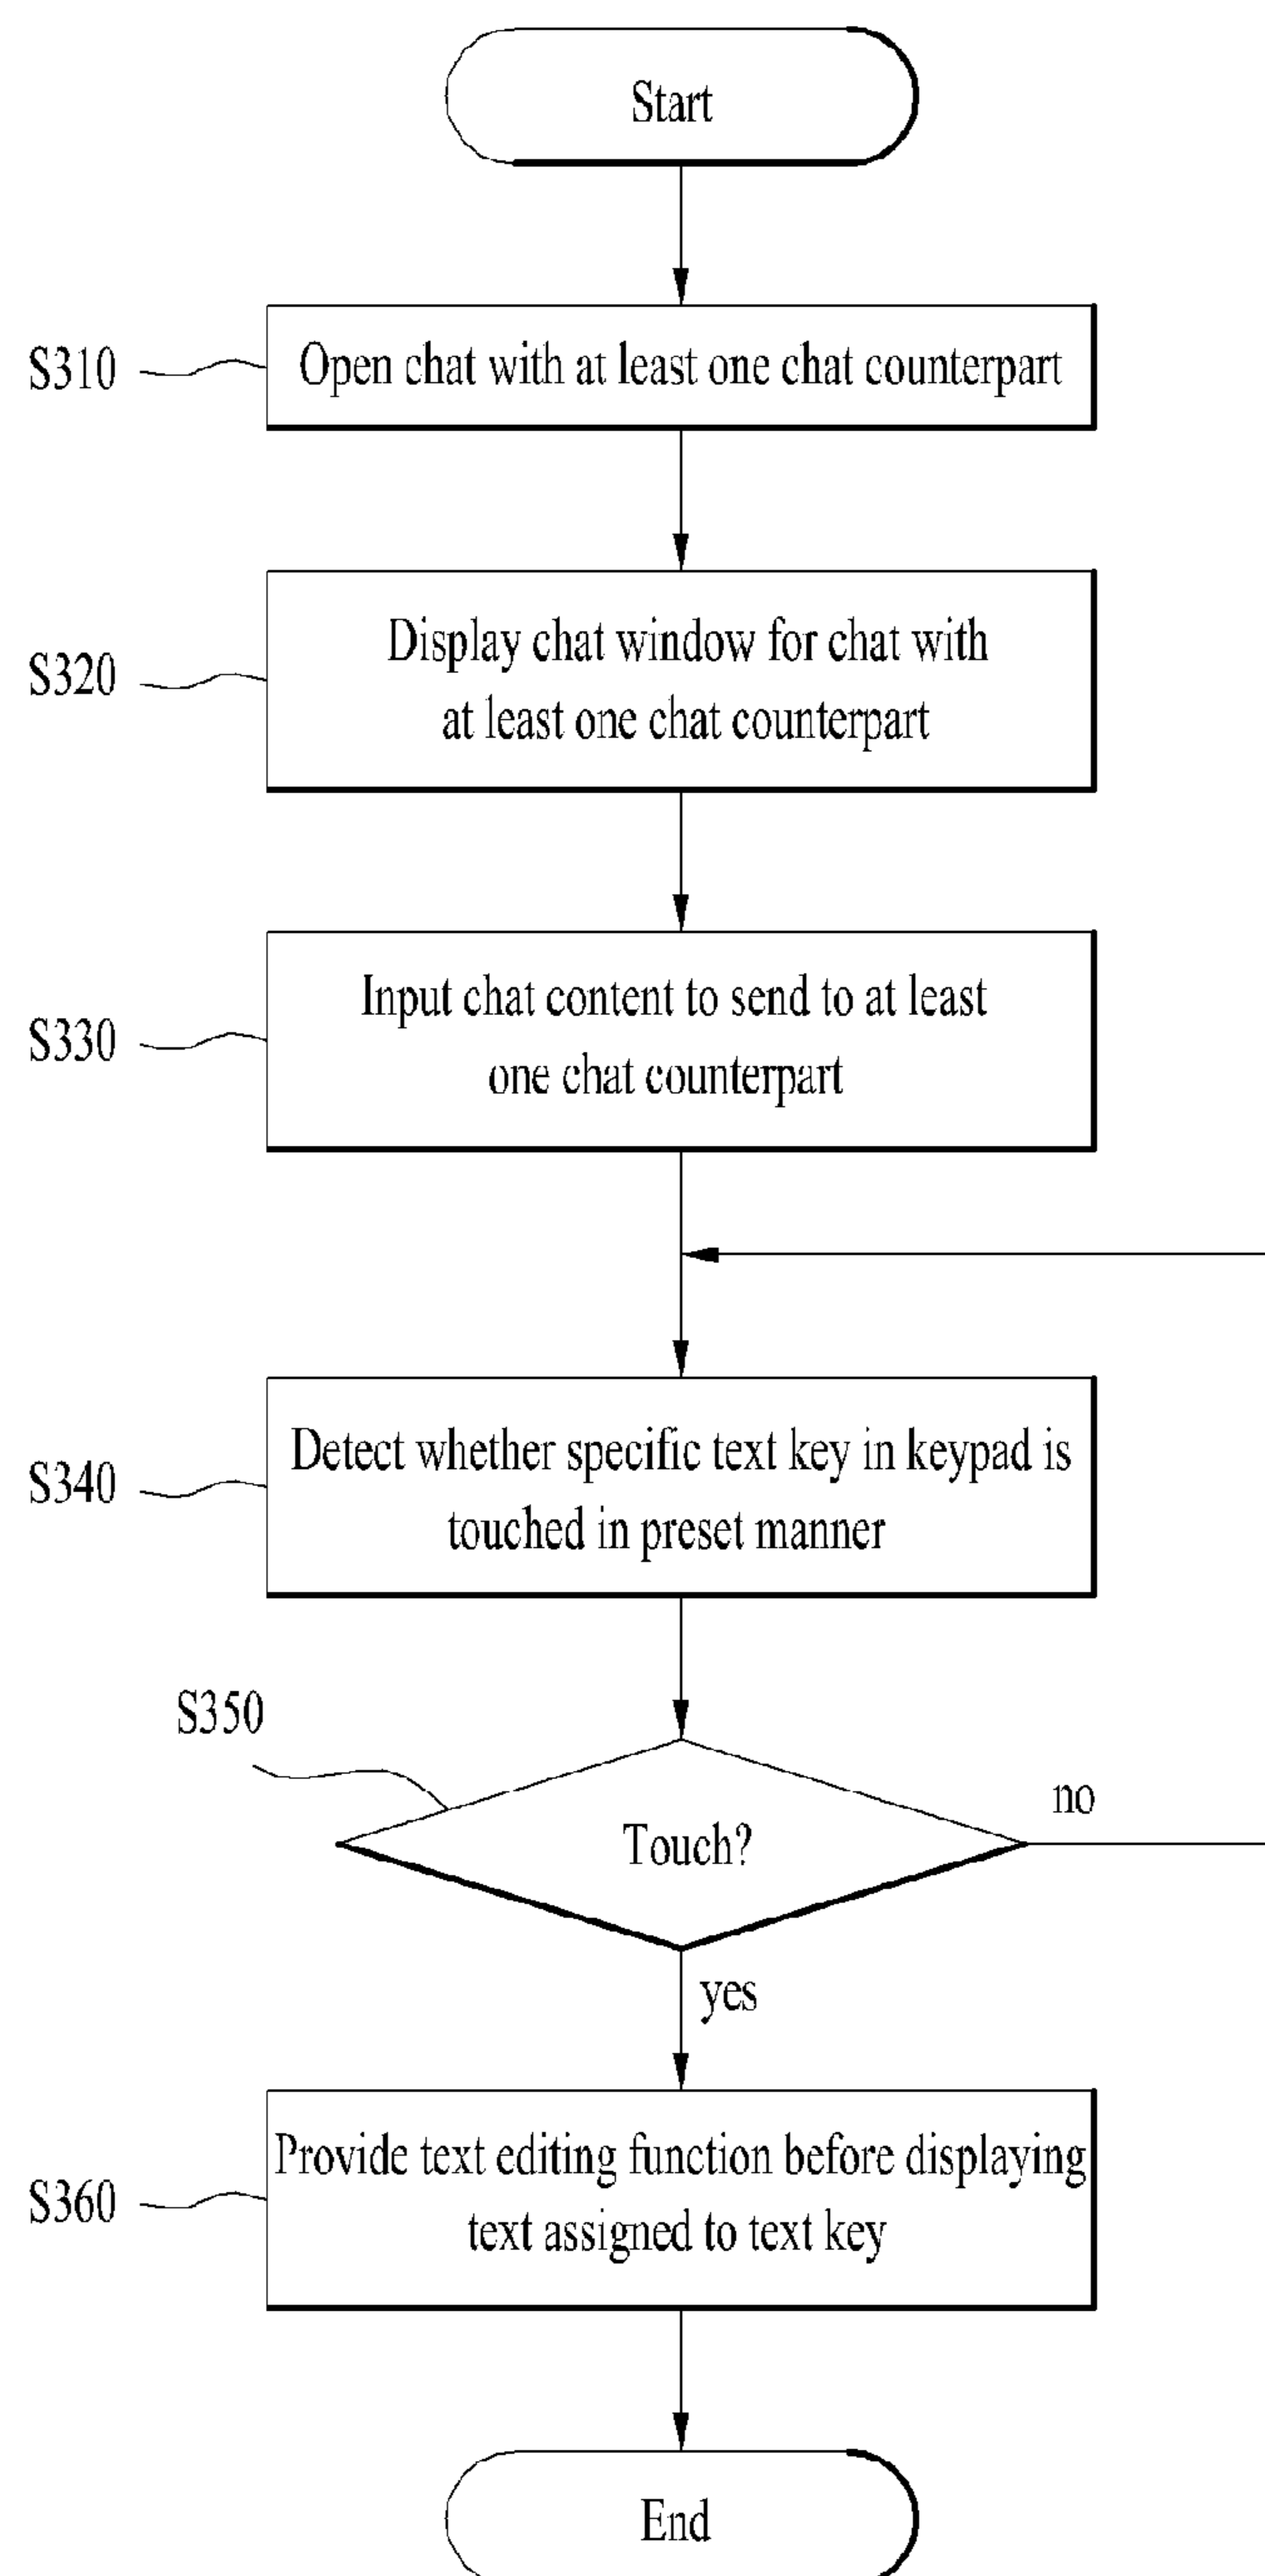 Start
S310
Open chat with at least one chat counterpart
S320
Display chat window for chat with
at least one chat counterpart
S330
Input chat content to send to at least
one chat counterpart
S340
Detect whether specific text key in keypad is
touched in preset manner
S350
Touch?
no
yes
S360
Provide text editing function before displaying
text assigned to text key
End